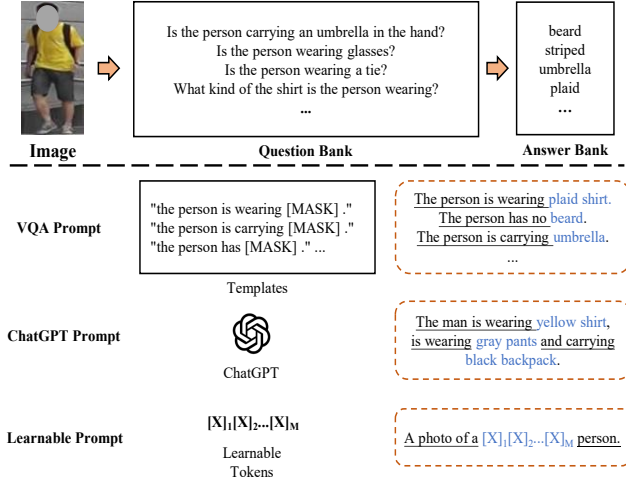 Is the person carrying an umbrella in the hand?
Is the person wearing glasses?
Is the person wearing a tie?
What kind of the shirt is the person wearing?
...
beard
striped
umbrella
plaid
...
Image
Question Bank
Answer Bank
VQA Prompt
"the person is wearing [MASK] ."
"the person is carrying [MASK] ."
"the person has [MASK] ." ...
Templates
The person is wearing plaid shirt.
The person has no beard.
The person is carrying umbrella.
...
ChatGPT Prompt
ChatGPT
The man is wearing yellow shirt,
is wearing gray pants and carrying
black backpack.
Learnable Prompt
[X]₁[X]₂...[X]ₘ
Learnable
Tokens
A photo of a [X]₁[X]₂...[X]ₘ person.